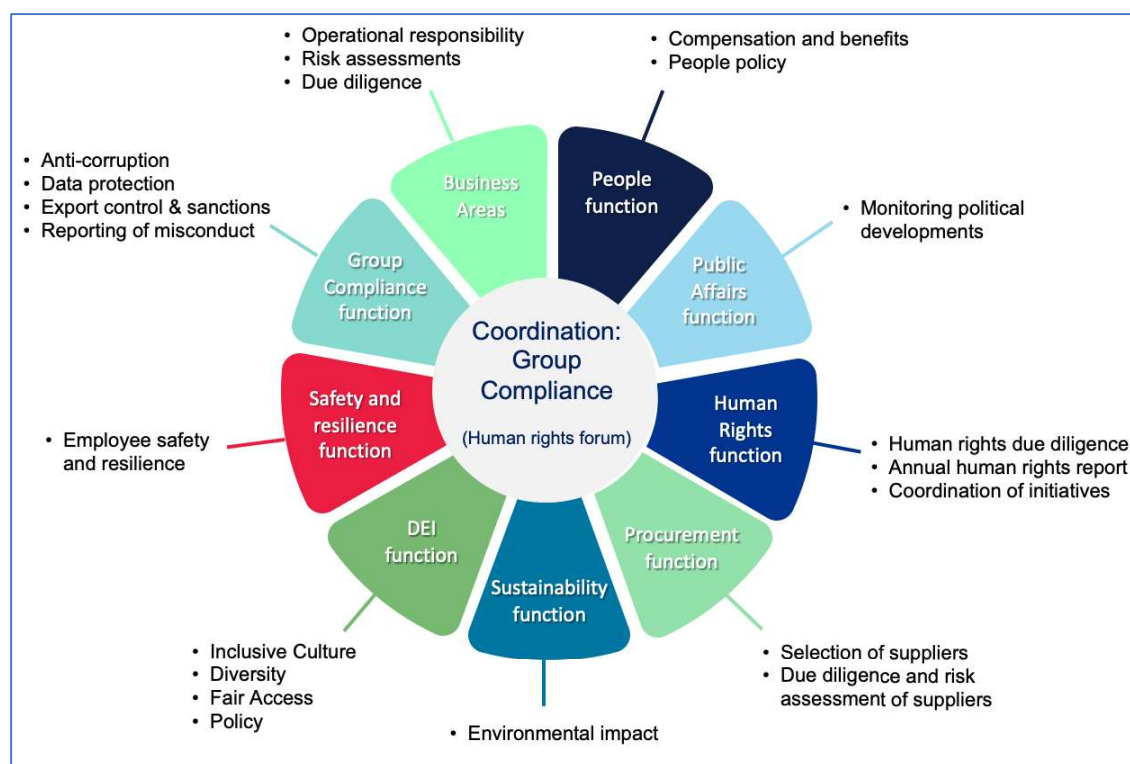 • Operational responsibility
• Risk assessments
• Due diligence
• Compensation and benefits
• People policy
• Anti-corruption
• Data protection
• Export control & sanctions
• Reporting of misconduct
Business
Areas
People
function
• Monitoring political
developments
Group
Compliance
function
Public
Affairs
function
Coordination:
Group
Compliance
(Human rights forum)
Safety and
resilience
function
Human
Rights
function
• Employee safety
and resilience
• Human rights due diligence
• Annual human rights report
• Coordination of initiatives
DEI
function
Procurement
function
Sustainability
function
• Inclusive Culture
• Diversity
• Fair Access
• Policy
• Selection of suppliers
• Due diligence and risk
assessment of suppliers
• Environmental impact